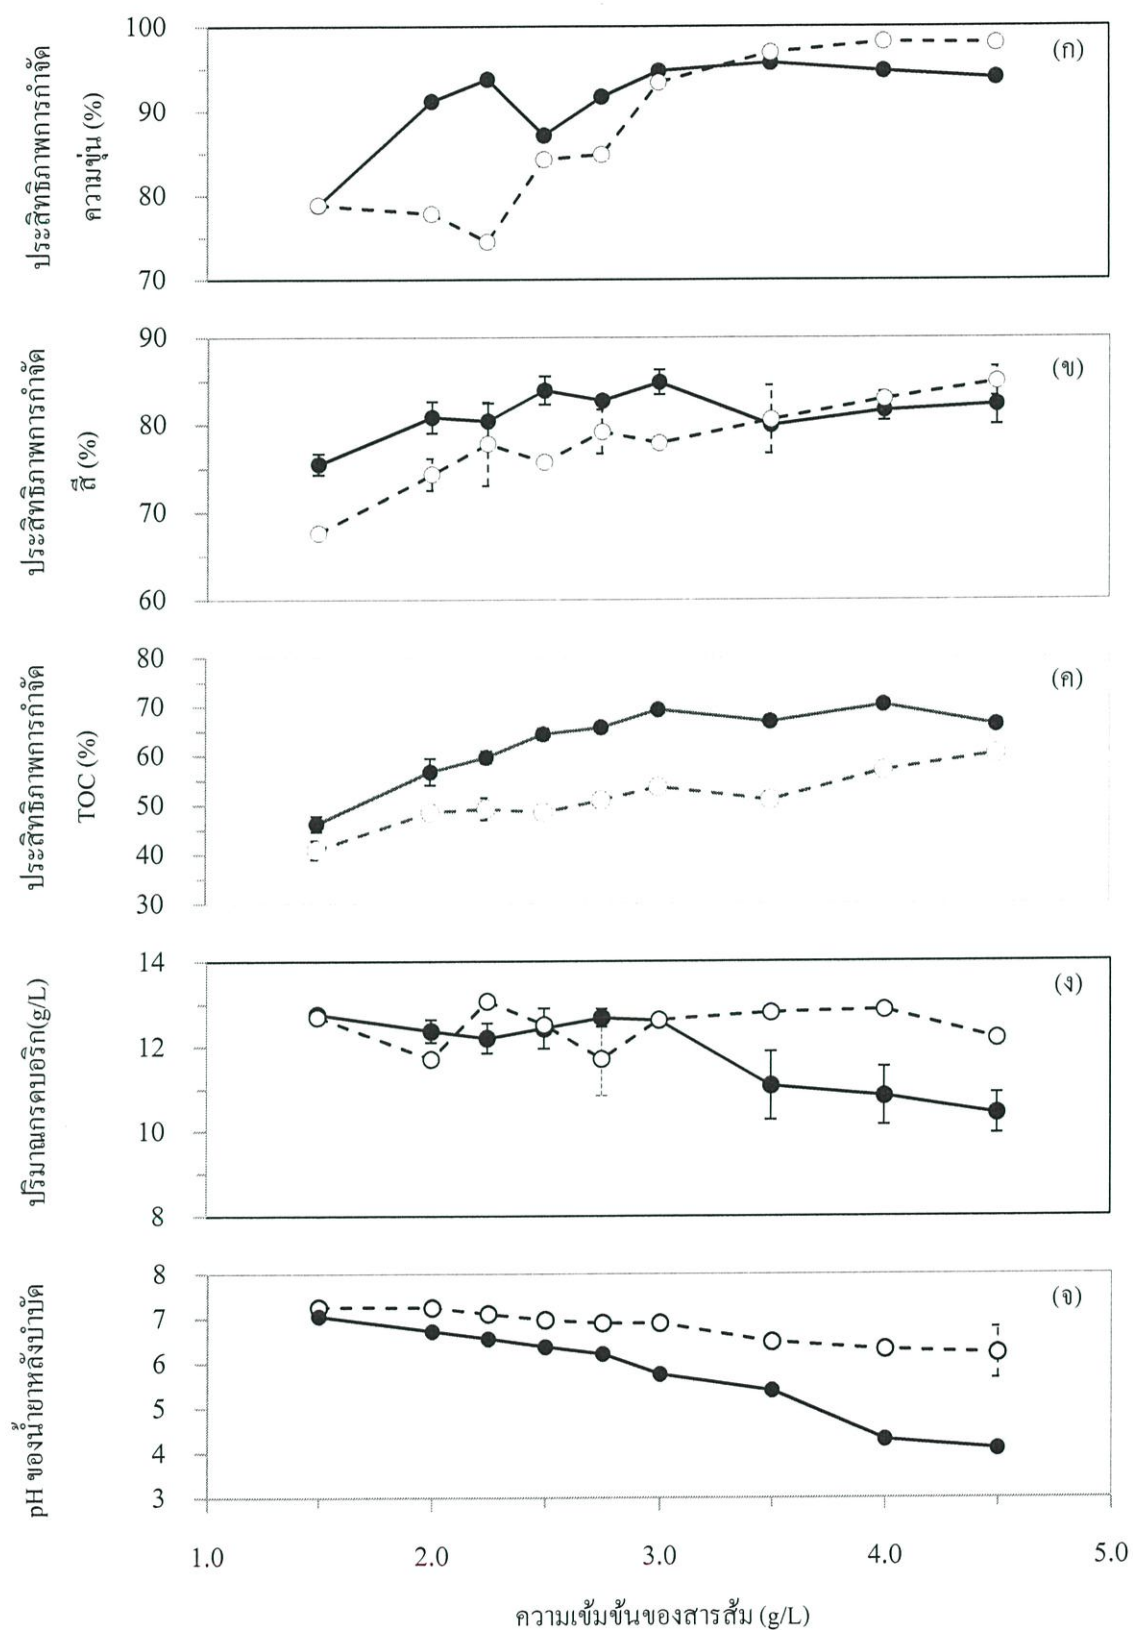 ประสิทธิภาพการกำจัด
ความขุ่น (%)
100
90
80
70
(ก)
ประสิทธิภาพการกำจัด
สี (%)
90
80
70
60
(ข)
ประสิทธิภาพการกำจัด
TOC (%)
80
70
60
50
40
30
(ค)
ปริมาณกรดบอริก(g/L)
14
12
10
8
(ง)
pH ของน้ำยาหลังบำบัด
8
7
6
5
4
3
(จ)
1.0 2.0 3.0 4.0 5.0
ความเข้มข้นของสารส้ม (g/L)